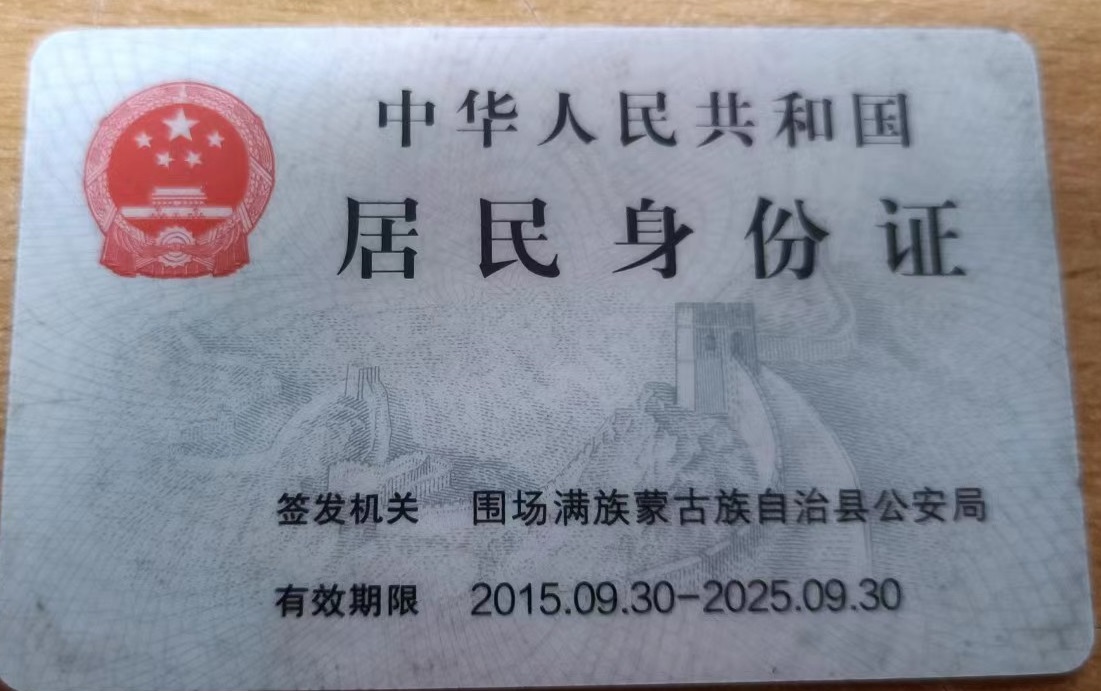 中华人民共和国
居民身份证
签发机关 围场满族蒙古族自治县公安局
有效期限 2015.09.30-2025.09.30